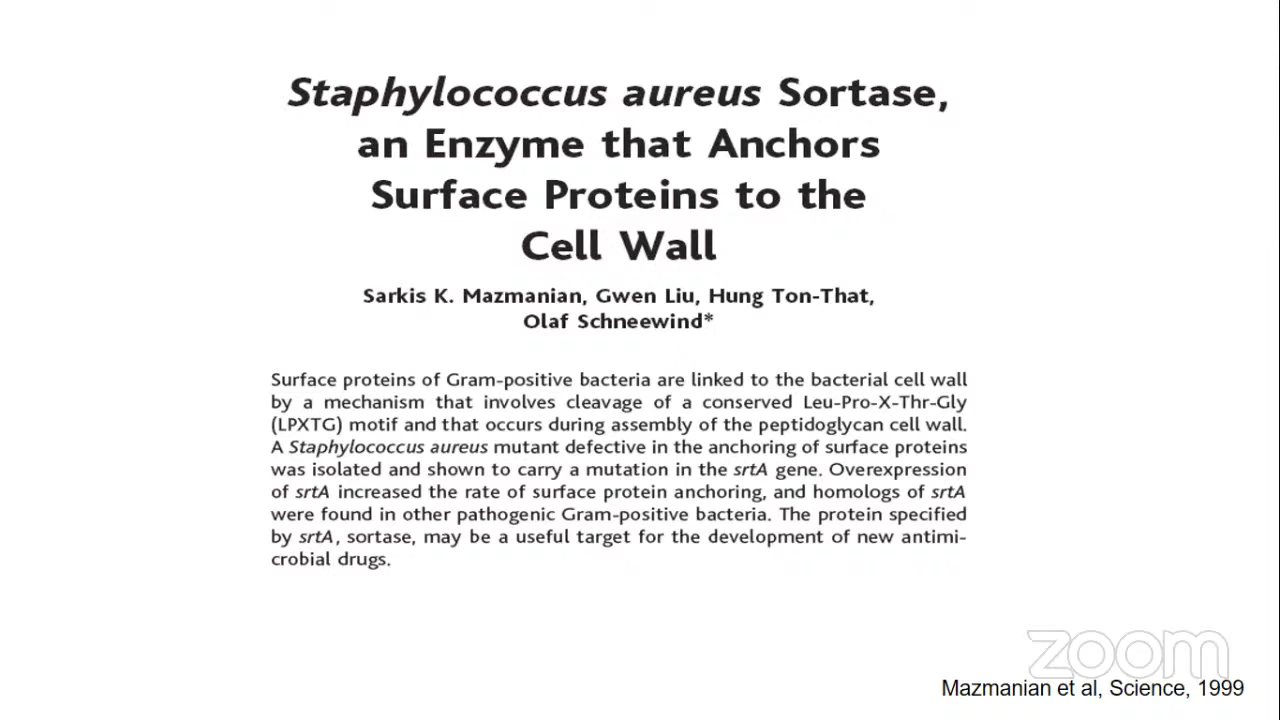 Staphylococcus aureus Sortase,
an Enzyme that Anchors
Surface Proteins to the
Cell Wall
Sarkis K. Mazmanian, Gwen Liu, Hung Ton-That,
Olaf Schneewind*
Surface proteins of Gram-positive bacteria are linked to the bacterial cell wall
by a mechanism that involves cleavage of a conserved Leu-Pro-X-Thr-Gly
(LPXTG) motif and that occurs during assembly of the peptidoglycan cell wall.
A Staphylococcus aureus mutant defective in the anchoring of surface proteins
was isolated and shown to carry a mutation in the srtA gene. Overexpression
of srtA increased the rate of surface protein anchoring, and homologs of srtA
were found in other pathogenic Gram-positive bacteria. The protein specified
by srtA, sortase, may be a useful target for the development of new antimi-
crobial drugs.
zoom
Mazmanian et al, Science, 1999